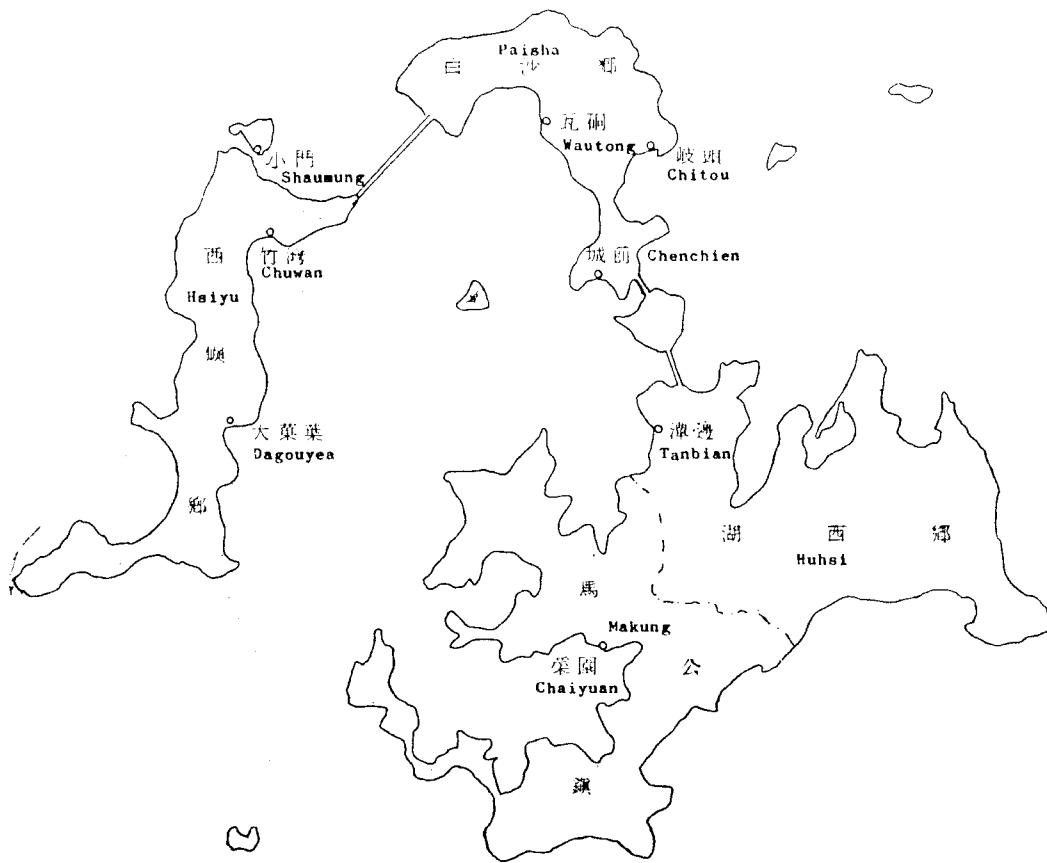 Paisha
白 沙 鄉
瓦硐
Wautong
岐頭
Chitou
小門
Shaumung
竹灣
Chuwan
西
Hsiyu
嶼
鄉
城前 Chenchien
大菓葉
Dagouyea
潭邊
Tanbian
湖 西 鄉
Huhsi
馬
Makung
公
菜園
Chaiyuan
鎮